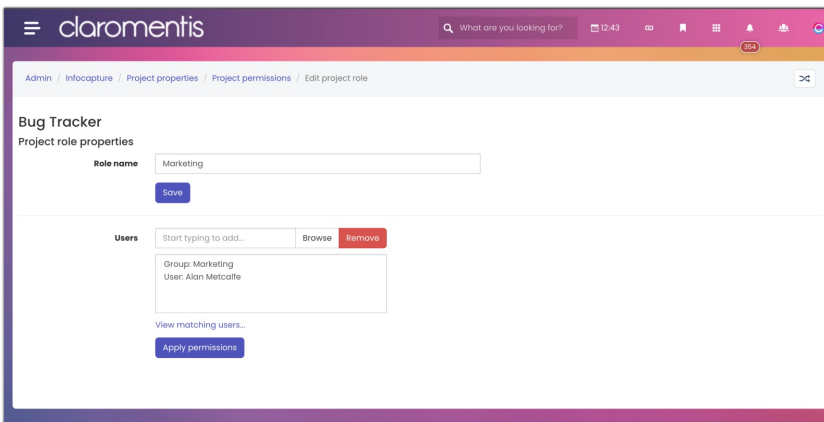 claromentis
What are you looking for?
12:43
354
Admin / Infocapture / Project properties / Project permissions / Edit project role
Bug Tracker
Project role properties
Role name
Marketing
Save
Users
Start typing to add...
Browse
Remove
Group: Marketing
User: Alan Metcalfe
View matching users...
Apply permissions